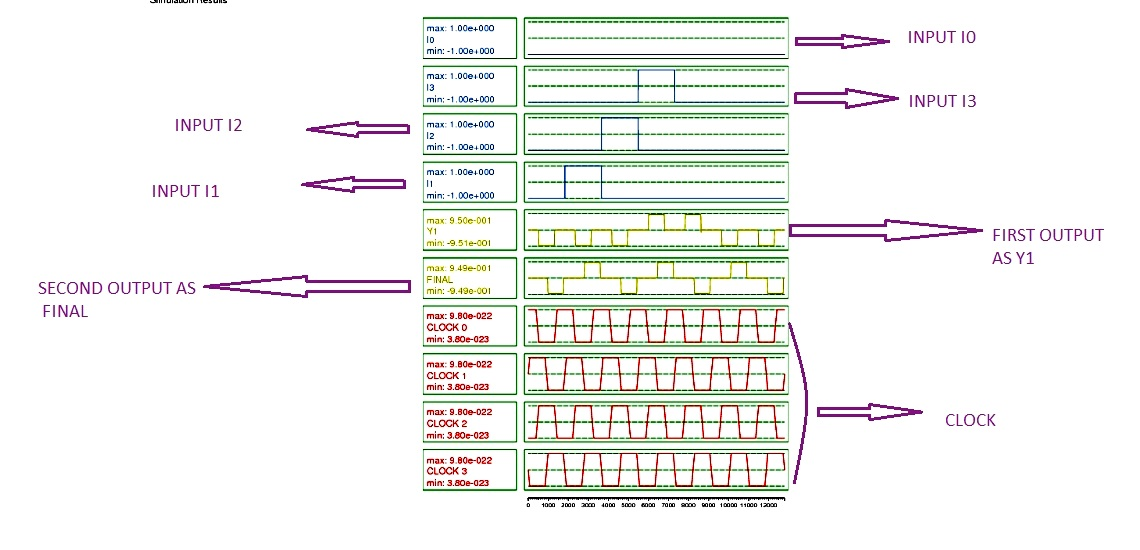 Simulation Results
max: 1.00e+000
I0
min: -1.00e+000
INPUT I0
max: 1.00e+000
I3
min: -1.00e+000
INPUT I3
INPUT I2
max: 1.00e+000
I2
min: -1.00e+000
INPUT I1
max: 1.00e+000
I1
min: -1.00e+000
max: 9.50e-001
Y1
min: -9.51e-001
FIRST OUTPUT
AS Y1
SECOND OUTPUT AS
FINAL
max: 9.49e-001
FINAL
min: -9.49e-001
max: 9.80e-022
CLOCK 0
min: 3.80e-023
max: 9.80e-022
CLOCK 1
min: 3.80e-023
max: 9.80e-022
CLOCK 2
min: 3.80e-023
CLOCK
max: 9.80e-022
CLOCK 3
min: 3.80e-023
0 1000 2000 3000 4000 5000 6000 7000 8000 9000 10000 11000 12000